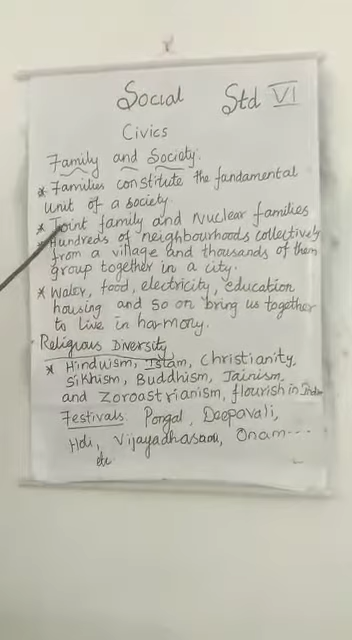 Social Std VI
Civics
Family and Society.
* Families constitute the fandamental
unit of a society.
* Joint family and Nuclear families
* Hundreds of neighbourhoods collectively
from a village and thousands of them
group together in a city.
* Water, food, electricity, education
housing and so on bring us together
to live in harmony.
Religious Diversity
* Hinduism, Islam, Christianity,
Sikhism, Buddhism, Jainism,
and Zoroastrianism, flourish in India
Festivals: Pongal, Deepavali,
Holi, Vijayadhasami, Onam ....
etc